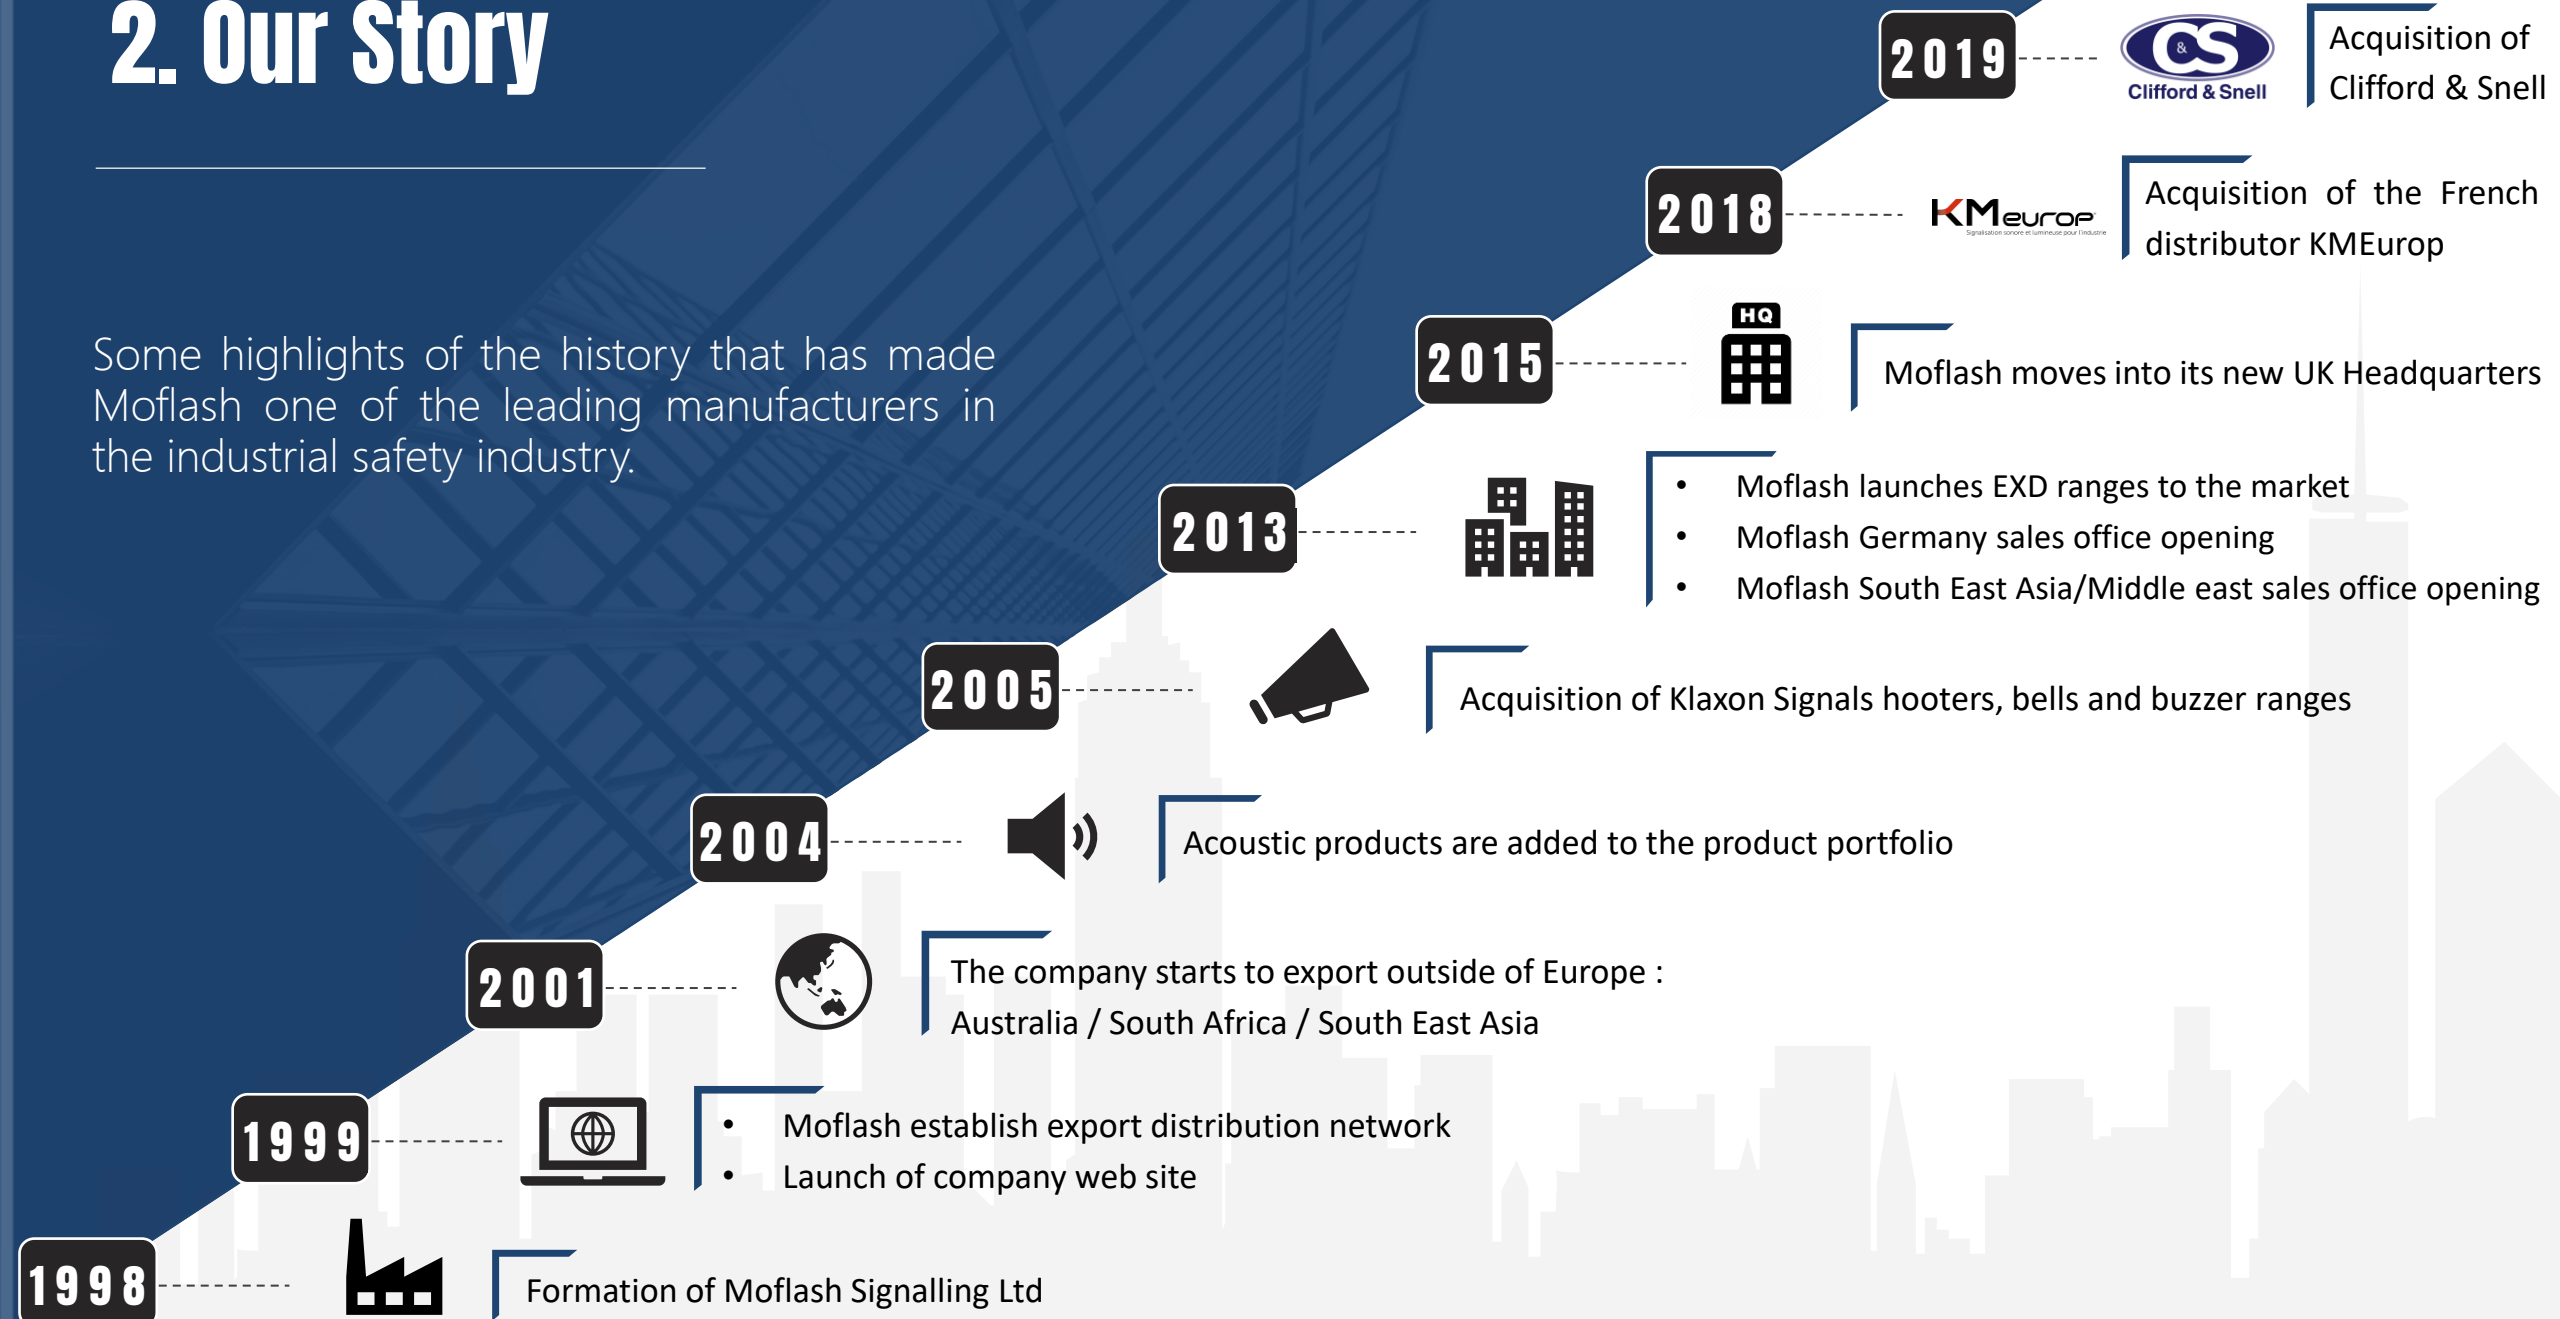 2. Our Story
Some highlights of the history that has made
Moflash one of the leading manufacturers in
the industrial safety industry.
2019
C&S
Clifford & Snell
Acquisition of
Clifford & Snell
2018
KMeurop
Signalisation sonore et lumineuse pour l'industrie
Acquisition of the French
distributor KMEurop
2015
HQ
Moflash moves into its new UK Headquarters
2013
• Moflash launches EXD ranges to the market
• Moflash Germany sales office opening
• Moflash South East Asia/Middle east sales office opening
2005
Acquisition of Klaxon Signals hooters, bells and buzzer ranges
2004
Acoustic products are added to the product portfolio
2001
The company starts to export outside of Europe :
Australia / South Africa / South East Asia
1999
• Moflash establish export distribution network
• Launch of company web site
1998
Formation of Moflash Signalling Ltd